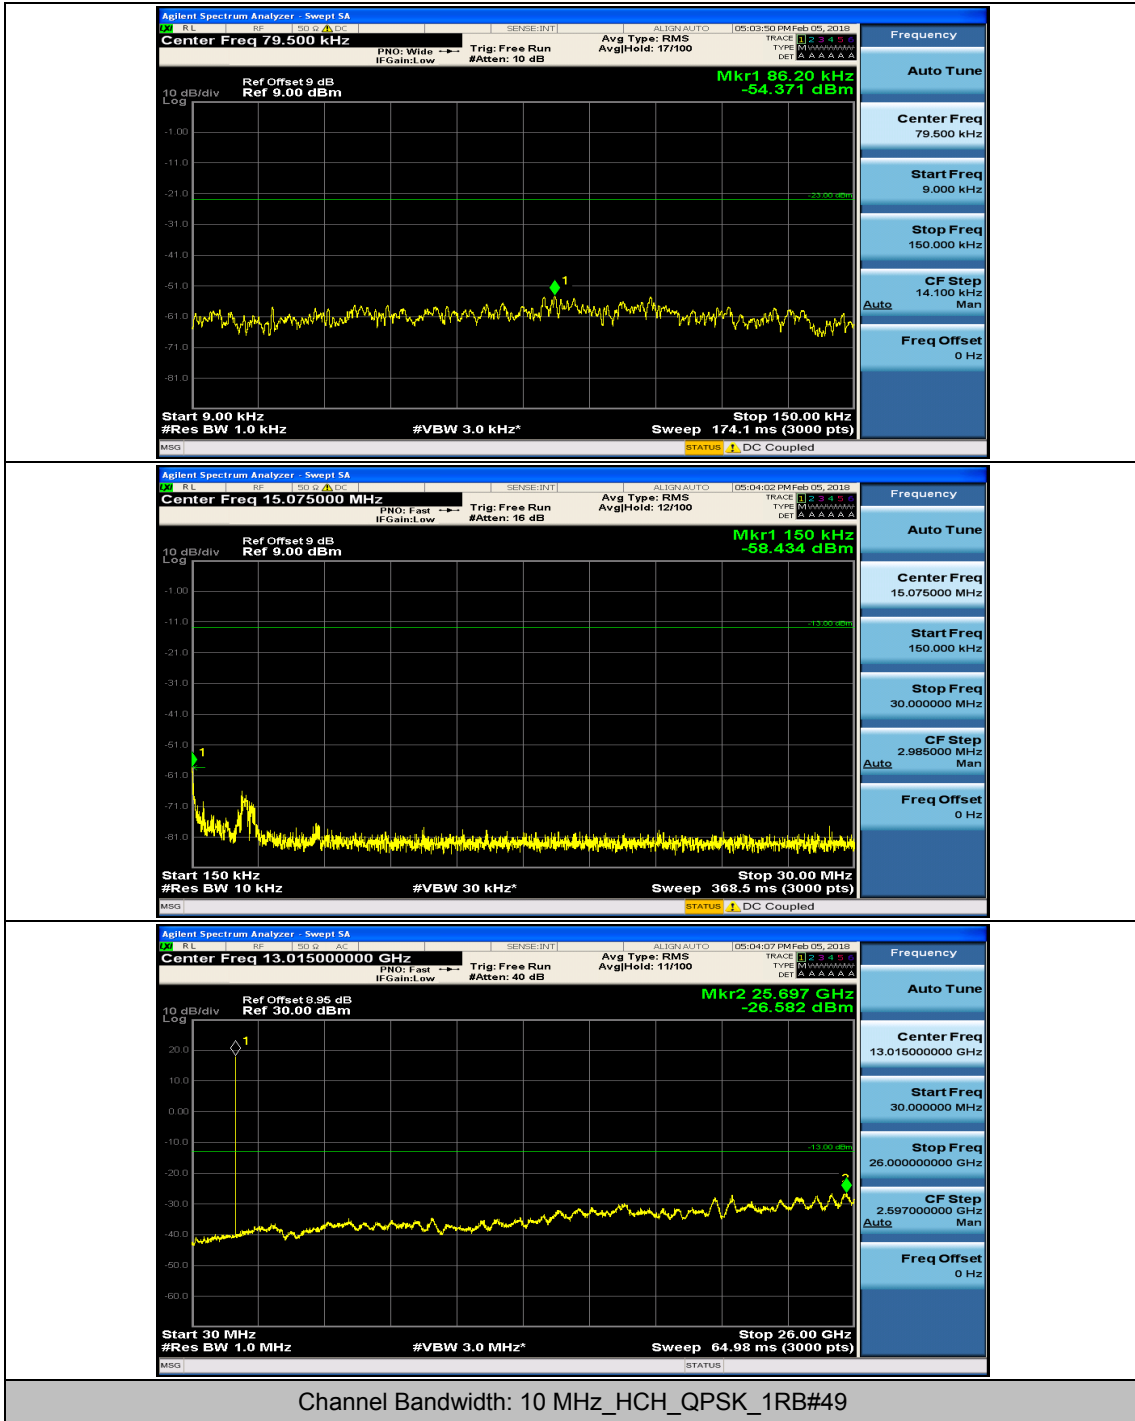 Agilent Spectrum Analyzer - Swept SA
LXI RL RF 50 Ω DC SENSE:INT ALIGN AUTO 05:03:50 PM Feb 05, 2018
Center Freq 79.500 kHz
PNO: Wide Trig: Free Run Avg Type: RMS TRACE 1 2 3 4 5 6
IFGain:Low #Atten: 10 dB Avg|Hold: 17/100 TYPE M
DET A A A A A A
Frequency
Auto Tune
Mkr1 86.20 kHz
-54.371 dBm
Ref Offset 9 dB
10 dB/div Ref 9.00 dBm
Log
-1.00
-11.0
-21.0
-23.00 dBm
-31.0
-41.0
-51.0
1
-61.0
-71.0
-81.0
Center Freq
79.500 kHz
Start Freq
9.000 kHz
Stop Freq
150.000 kHz
CF Step
14.100 kHz
Auto Man
Freq Offset
0 Hz
Start 9.00 kHz Stop 150.00 kHz
#Res BW 1.0 kHz #VBW 3.0 kHz* Sweep 174.1 ms (3000 pts)
MSG STATUS DC Coupled
Agilent Spectrum Analyzer - Swept SA
LXI RL RF 50 Ω DC SENSE:INT ALIGN AUTO 05:04:02 PM Feb 05, 2018
Center Freq 15.075000 MHz
PNO: Fast Trig: Free Run Avg Type: RMS TRACE 1 2 3 4 5 6
IFGain:Low #Atten: 16 dB Avg|Hold: 12/100 TYPE M
DET A A A A A A
Frequency
Auto Tune
Mkr1 150 kHz
-58.434 dBm
Ref Offset 9 dB
10 dB/div Ref 9.00 dBm
Log
-1.00
-11.0
-13.00 dBm
-21.0
-31.0
-41.0
-51.0
1
-61.0
-71.0
-81.0
Center Freq
15.075000 MHz
Start Freq
150.000 kHz
Stop Freq
30.000000 MHz
CF Step
2.985000 MHz
Auto Man
Freq Offset
0 Hz
Start 150 kHz Stop 30.00 MHz
#Res BW 10 kHz #VBW 30 kHz* Sweep 368.5 ms (3000 pts)
MSG STATUS DC Coupled
Agilent Spectrum Analyzer - Swept SA
LXI RL RF 50 Ω AC SENSE:INT ALIGN AUTO 05:04:07 PM Feb 05, 2018
Center Freq 13.015000000 GHz
PNO: Fast Trig: Free Run Avg Type: RMS TRACE 1 2 3 4 5 6
IFGain:Low #Atten: 40 dB Avg|Hold: 11/100 TYPE M
DET A A A A A A
Frequency
Auto Tune
Mkr2 25.697 GHz
-26.582 dBm
Ref Offset 8.95 dB
10 dB/div Ref 30.00 dBm
Log
20.0
1
10.0
0.00
-10.0
-13.00 dBm
-20.0
2
-30.0
-40.0
-50.0
-60.0
Center Freq
13.015000000 GHz
Start Freq
30.000000 MHz
Stop Freq
26.000000000 GHz
CF Step
2.597000000 GHz
Auto Man
Freq Offset
0 Hz
Start 30 MHz Stop 26.00 GHz
#Res BW 1.0 MHz #VBW 3.0 MHz* Sweep 64.98 ms (3000 pts)
MSG STATUS
Channel Bandwidth: 10 MHz_HCH_QPSK_1RB#49